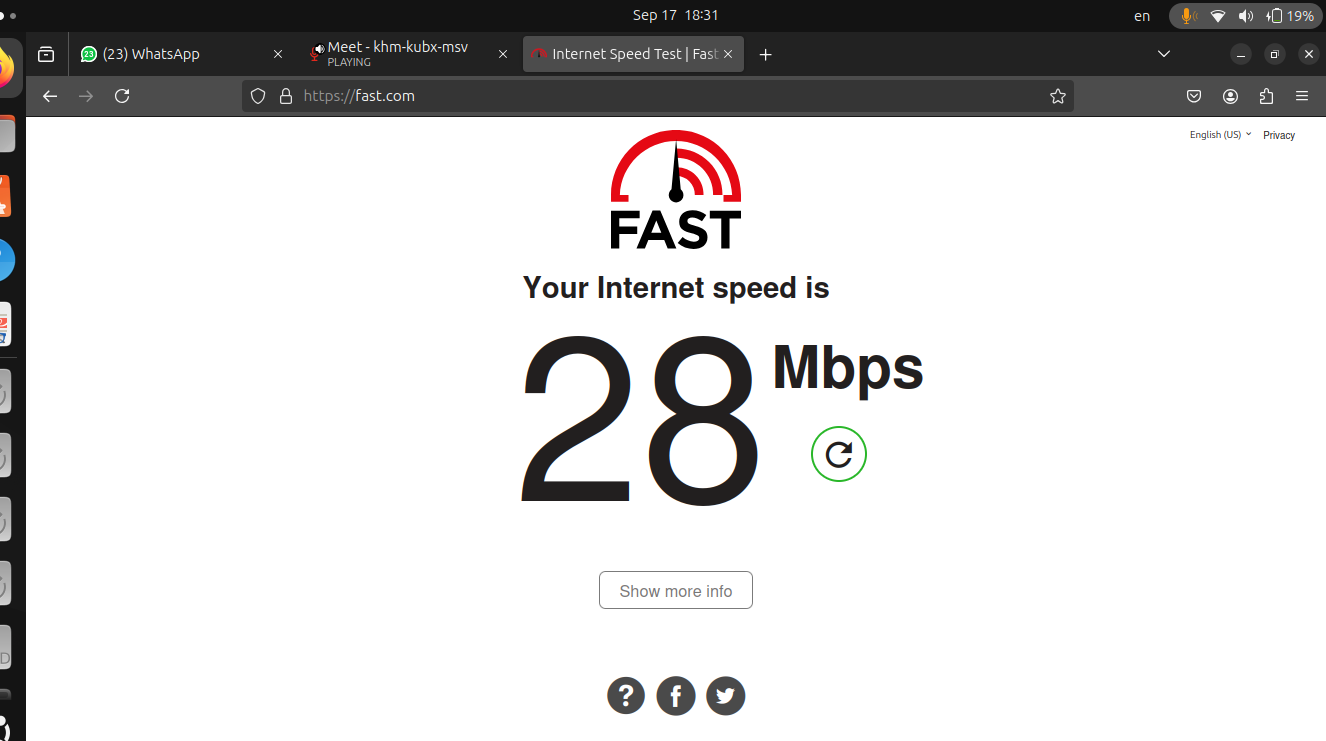 Sep 17 18:31
en
19%
(23) WhatsApp
Meet - khm-kubx-msv
PLAYING
Internet Speed Test | Fast
https://fast.com
English (US)
Privacy
FAST
Your Internet speed is
28 Mbps
Show more info